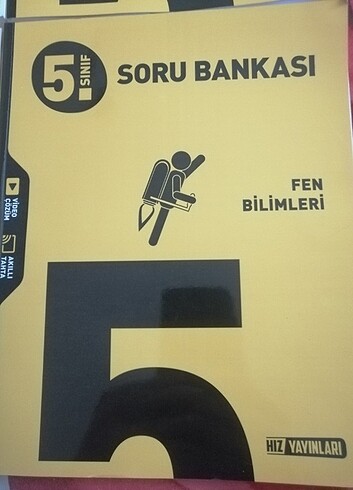 5.
SINIF
SORU BANKASI
FEN
BİLİMLERİ
VİDEO
ÇÖZÜM
AKILLI
TAHTA
5
HIZ YAYINLARI